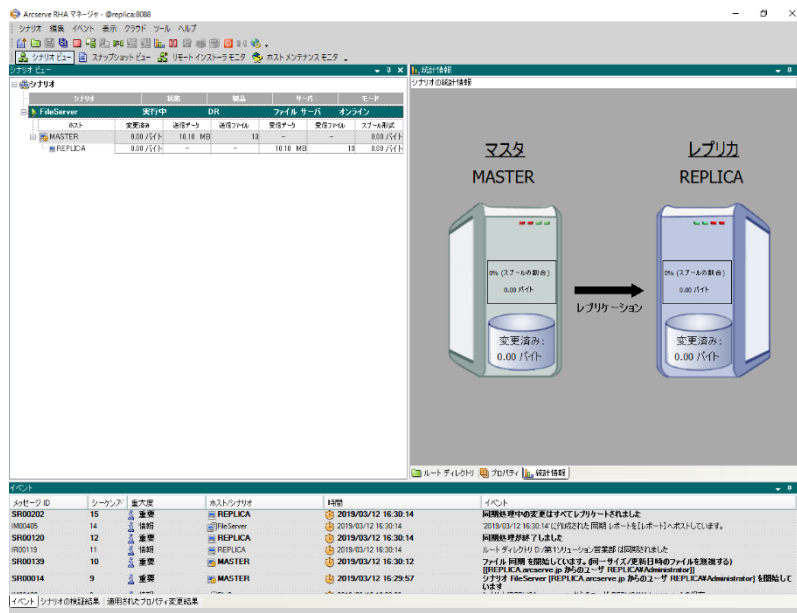 Arcserve RHA マネージャ - @replica:8088
シナリオ 編集 イベント 表示 クラウド ツール ヘルプ
シナリオ ビュー スナップショット ビュー リモート インストーラ モニタ ホスト メンテナンス モニタ
シナリオ ビュー
シナリオ
シナリオ 状態 製品 サーバ モード
FileServer 実行中 DR ファイル サーバ オンライン
ホスト 変更済み 送信データ 送信ファイル 受信データ 受信ファイル スプール形式
MASTER 0.00 バイト 10.10 MB 13 - - 0.00 バイト
REPLICA 0.00 バイト - - 10.10 MB 13 0.00 バイト
統計情報
シナリオの統計情報
マスタ レプリカ
MASTER REPLICA
0% (スプールの割合) 0% (スプールの割合)
0.00 バイト 0.00 バイト
レプリケーション
変更済み: 変更済み:
0.00 バイト 0.00 バイト
ルート ディレクトリ プロパティ 統計情報
イベント
メッセージ ID シーケンス 重大度 ホスト/シナリオ 時間 イベント
SR00202 15 重要 REPLICA 2019/03/12 16:30:14 同期処理中の変更はすべてレプリケートされました
IM00405 14 情報 FileServer 2019/03/12 16:30:14 '2019/03/12 16:30:14' に作成された 同期 レポートを[レポート]へポストしています。
SR00120 12 重要 REPLICA 2019/03/12 16:30:14 同期処理が終了しました
IR00119 11 情報 REPLICA 2019/03/12 16:30:14 ルート ディレクトリ D:/第1ソリューション営業部 は同期されました
SR00139 10 重要 MASTER 2019/03/12 16:30:12 ファイル 同期 を開始しています。(同一サイズ/更新日時のファイルを無視する)
[[REPLICA.arcserve.jp からのユーザ REPLICA¥Administrator]]
SR00014 9 重要 MASTER 2019/03/12 16:29:57 シナリオ FileServer [REPLICA.arcserve.jp からのユーザ REPLICA¥Administrator] を開始しています
イベント シナリオの検証結果 適用されたプロパティ変更結果